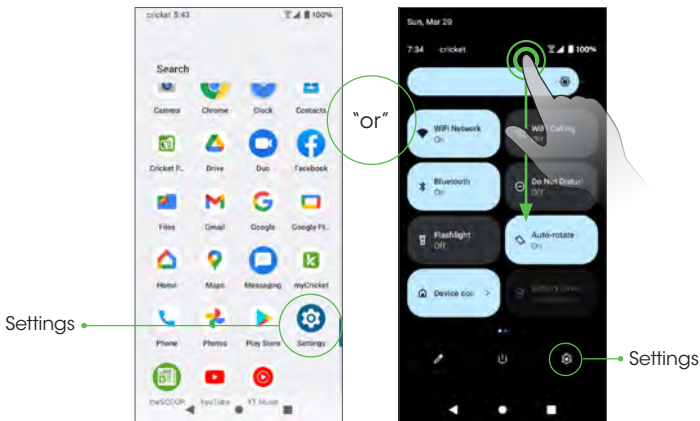 cricket 5:43 100%
Search
Camera Chrome Clock Contacts
Cricket P... Drive Duo Facebook
Files Gmail Google Google Pl...
Home Maps Messaging myCricket
Phone Photos Play Store Settings
theSCOOP YouTube YT Music
Settings
"or"
Sun, Mar 20
7:34 cricket 100%
WiFi Network
On
WiFi Calling
Bluetooth
On
Do Not Distur
Off
Flashlight
Off
Auto-rotate
On
Device con
Settings